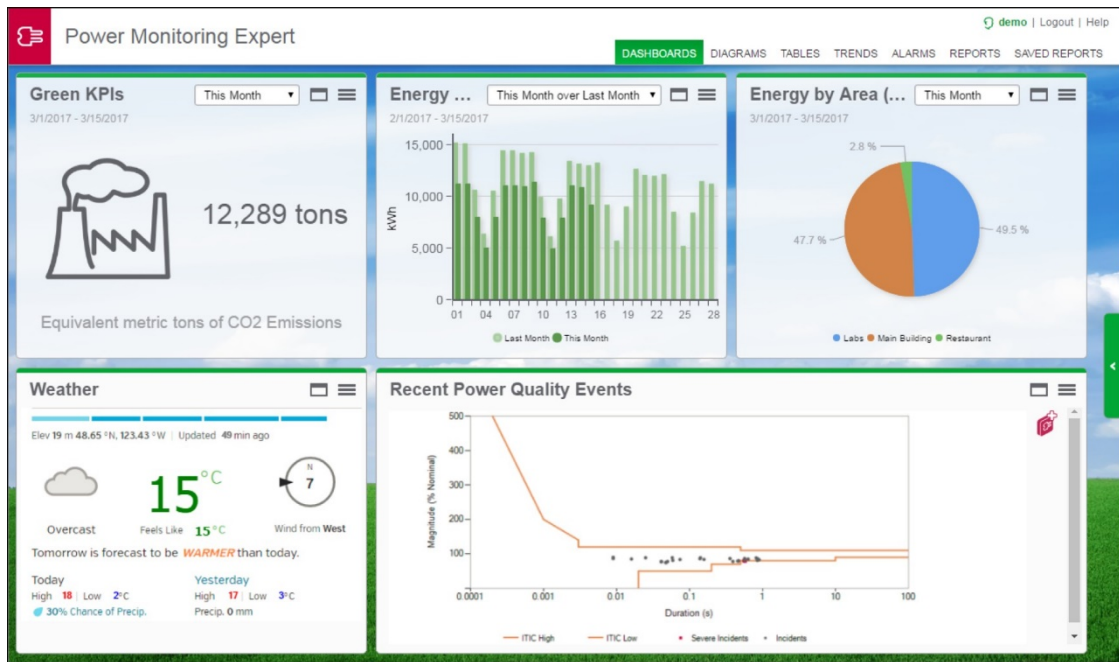 Power Monitoring Expert
demo | Logout | Help
DASHBOARDS DIAGRAMS TABLES TRENDS ALARMS REPORTS SAVED REPORTS
Green KPIs This Month
3/1/2017 - 3/15/2017
12,289 tons
Equivalent metric tons of CO2 Emissions
Energy ... This Month over Last Month
2/1/2017 - 3/15/2017
kWh
15,000
10,000
5,000
0
01 04 07 10 13 16 19 22 25 28
Last Month This Month
Energy by Area (... This Month
3/1/2017 - 3/15/2017
2.8 %
47.7 %
49.5 %
Labs Main Building Restaurant
Weather
Elev 19 m 48.65 °N, 123.43 °W | Updated 49 min ago
15 °C
N
7
Overcast
Feels Like 15 °C
Wind from West
Tomorrow is forecast to be WARMER than today.
Today
High 18 | Low 2°C
30% Chance of Precip.
Yesterday
High 17 | Low 3°C
Precip. 0 mm
Recent Power Quality Events
Magnitude (% Nominal)
500
400
300
200
100
0.0001 0.001 0.01 0.1 1 10 100
Duration (s)
ITIC High ITIC Low Severe Incidents Incidents